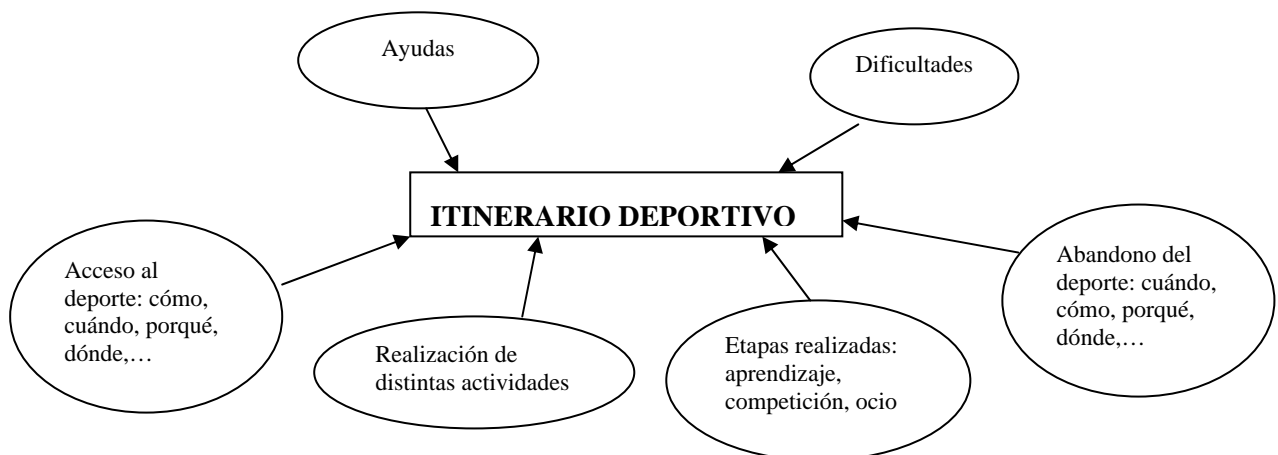 Ayudas
Dificultades
ITINERARIO DEPORTIVO
Acceso al
deporte: cómo,
cuándo, porqué,
dónde,…
Realización de
distintas actividades
Etapas realizadas:
aprendizaje,
competición, ocio
Abandono del
deporte: cuándo,
cómo, porqué,
dónde,…